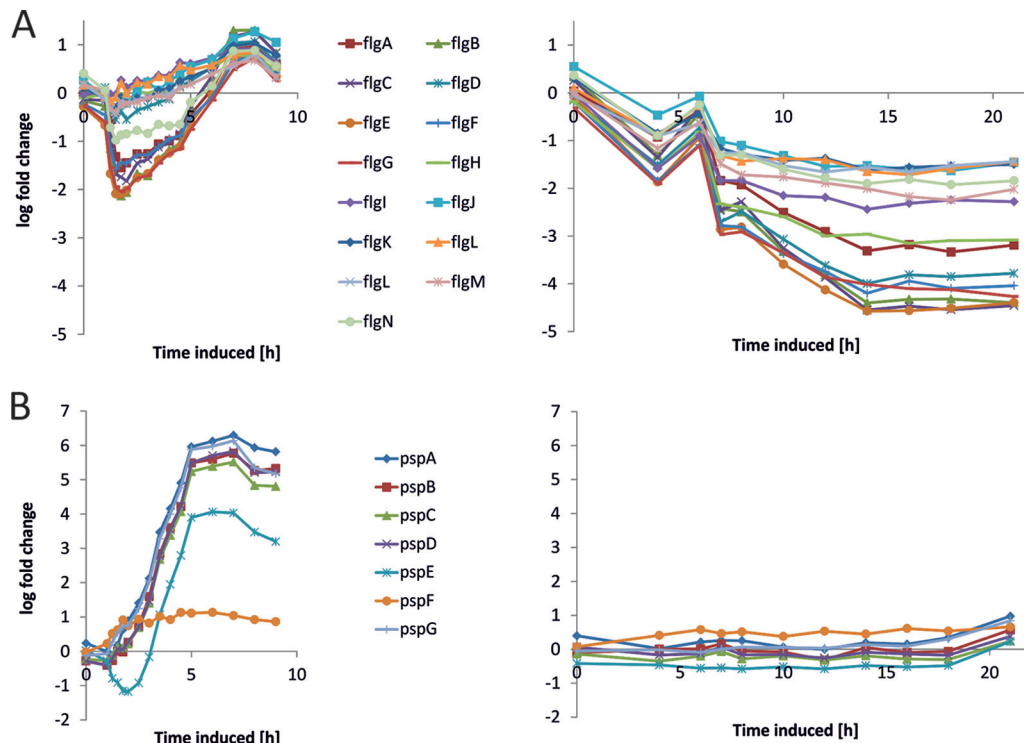 A
log fold change
1
0
-1
-2
-3
-4
-5
0
5
10
Time induced [h]
flgA
flgB
flgC
flgD
flgE
flgF
flgG
flgH
flgI
flgJ
flgK
flgL
flgL
flgM
flgN
1
0
-1
-2
-3
-4
-5
0
5
10
15
20
Time induced [h]
B
log fold change
7
6
5
4
3
2
1
0
-1
-2
0
5
10
Time induced [h]
pspA
pspB
pspC
pspD
pspE
pspF
pspG
7
6
5
4
3
2
1
0
-1
-2
0
5
10
15
20
Time induced [h]